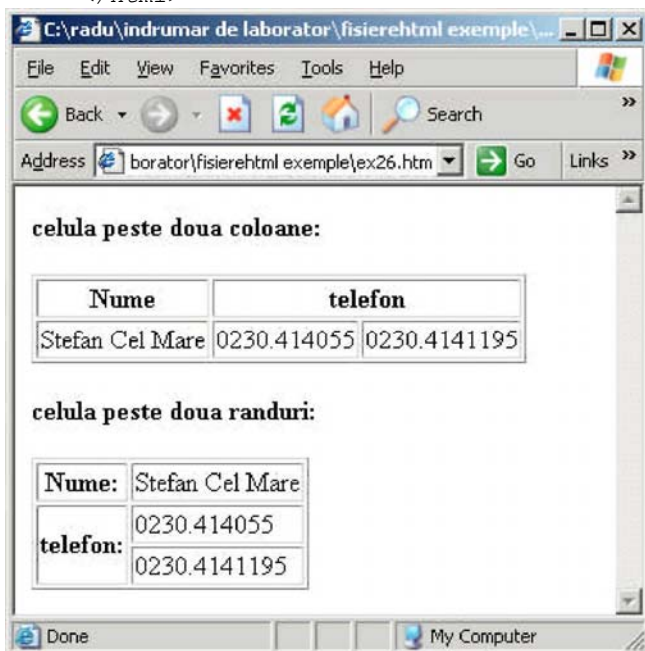 C:\radu\indrumar de laborator\fisierehtml exemple\...
File Edit View Favorites Tools Help
Back Search »
Address borator\fisierehtml exemple\ex26.htm Go Links »
celula peste doua coloane:
Nume telefon
Stefan Cel Mare 0230.414055 0230.4141195
celula peste doua randuri:
Nume: Stefan Cel Mare
telefon: 0230.414055
0230.4141195
Done My Computer